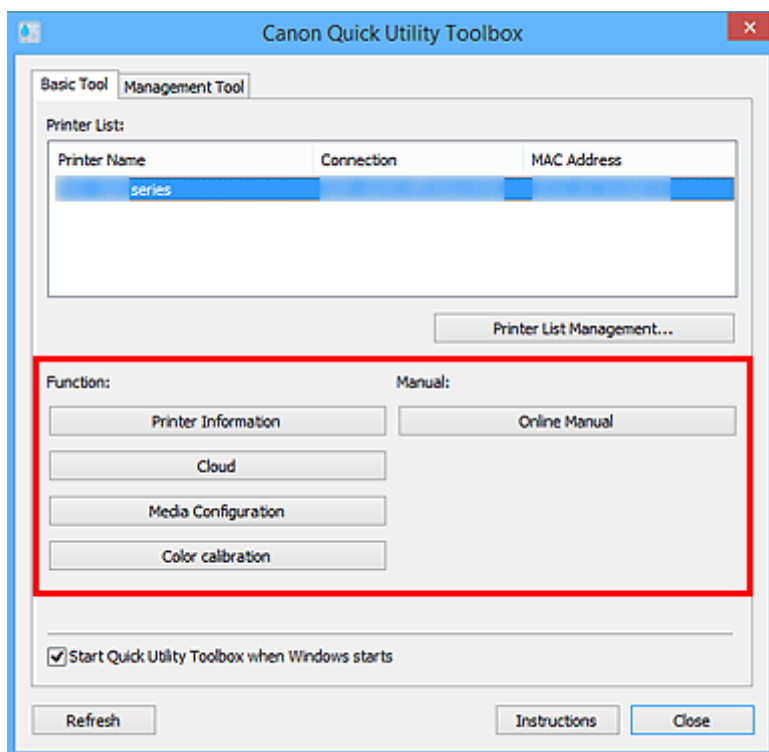 Canon Quick Utility Toolbox
Basic Tool Management Tool
Printer List:
Printer Name Connection MAC Address
series
Printer List Management...
Function: Manual:
Printer Information Online Manual
Cloud
Media Configuration
Color calibration
Start Quick Utility Toolbox when Windows starts
Refresh Instructions Close